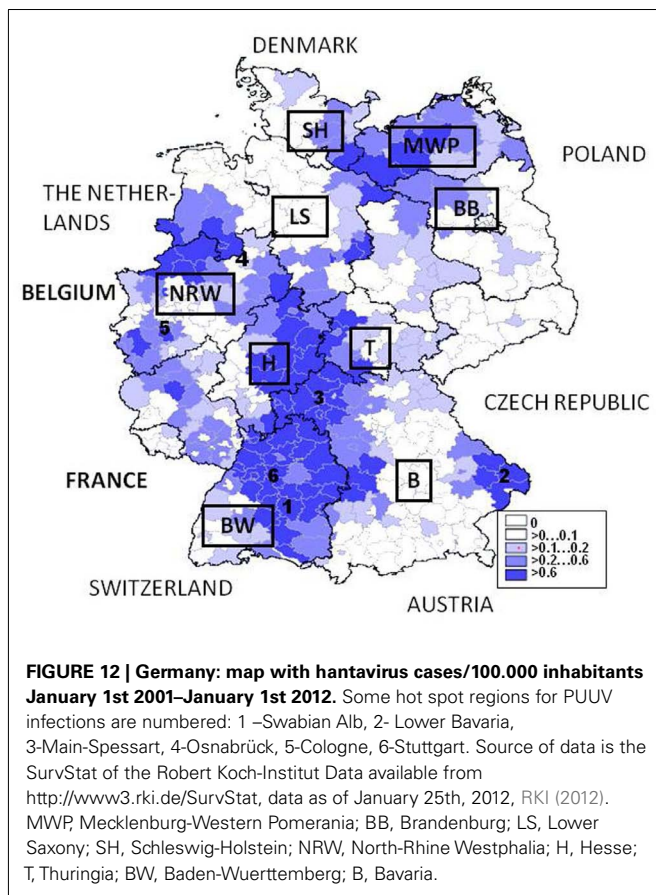 DENMARK
SH
MWP
POLAND
THE NETHER-
LANDS
LS
BB
4
BELGIUM
NRW
5
H
T
3
CZECH REPUBLIC
FRANCE
6
B
2
1
BW
0
>0...0.1
>0.1...0.2
>0.2...0.6
>0.6
SWITZERLAND
AUSTRIA
FIGURE 12 | Germany: map with hantavirus cases/100.000 inhabitants
January 1st 2001–January 1st 2012. Some hot spot regions for PUUV
infections are numbered: 1 –Swabian Alb, 2- Lower Bavaria,
3-Main-Spessart, 4-Osnabrück, 5-Cologne, 6-Stuttgart. Source of data is the
SurvStat of the Robert Koch-Institut Data available from
http://www3.rki.de/SurvStat, data as of January 25th, 2012, RKI (2012).
MWP, Mecklenburg-Western Pomerania; BB, Brandenburg; LS, Lower
Saxony; SH, Schleswig-Holstein; NRW, North-Rhine Westphalia; H, Hesse;
T, Thuringia; BW, Baden-Wuerttemberg; B, Bavaria.